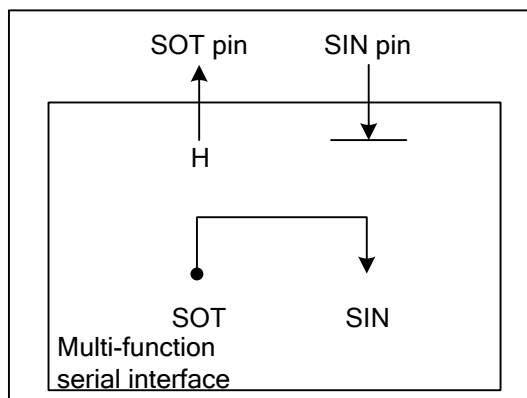 SOT pin SIN pin
H
SOT SIN
Multi-function
serial interface